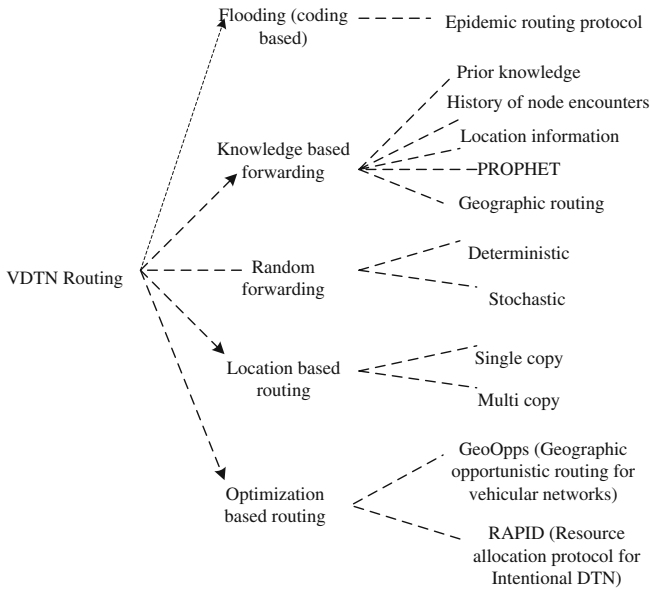 VDTN Routing
Flooding (coding
based)
Epidemic routing protocol
Knowledge based
forwarding
Prior knowledge
History of node encounters
Location information
PROPHET
Geographic routing
Random
forwarding
Deterministic
Stochastic
Location based
routing
Single copy
Multi copy
Optimization
based routing
GeoOpps (Geographic
opportunistic routing for
vehicular networks)
RAPID (Resource
allocation protocol for
Intentional DTN)